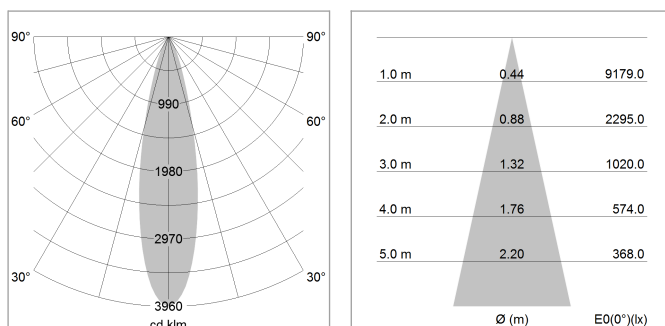 90° 90°
990
60° 60°
1980
2970
30° 30°
3960
cd klm
1.0 m 0.44 9179.0
2.0 m 0.88 2295.0
3.0 m 1.32 1020.0
4.0 m 1.76 574.0
5.0 m 2.20 368.0
Ø (m) E0(0°)(lx)